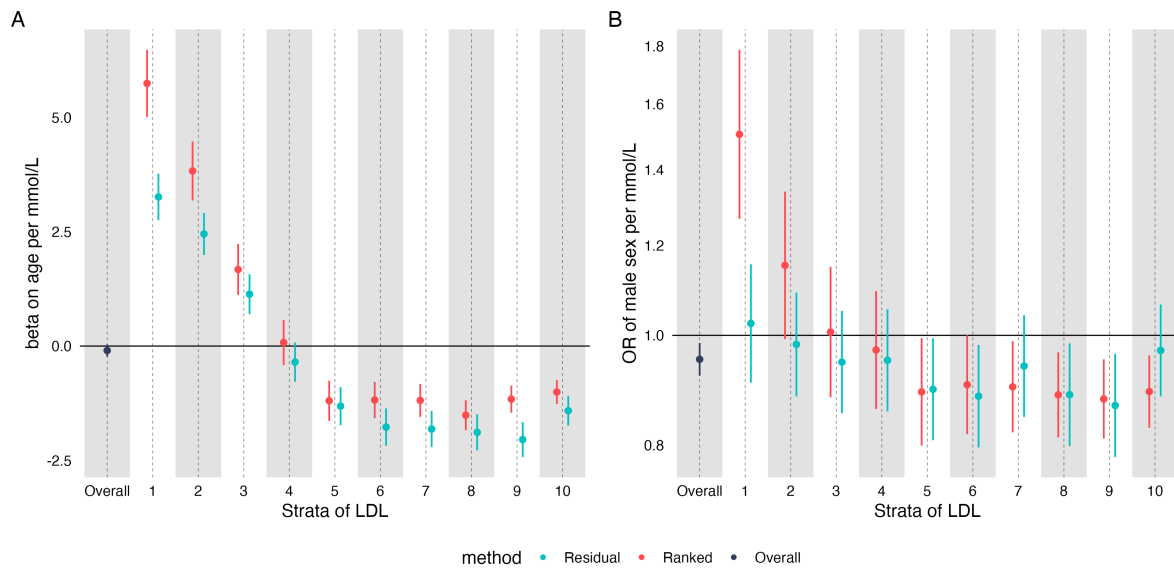 A
B
beta on age per mmol/L
5.0
2.5
0.0
-2.5
Overall 1 2 3 4 5 6 7 8 9 10
Strata of LDL
OR of male sex per mmol/L
1.8
1.6
1.4
1.2
1.0
0.8
Overall 1 2 3 4 5 6 7 8 9 10
Strata of LDL
method Residual Ranked Overall